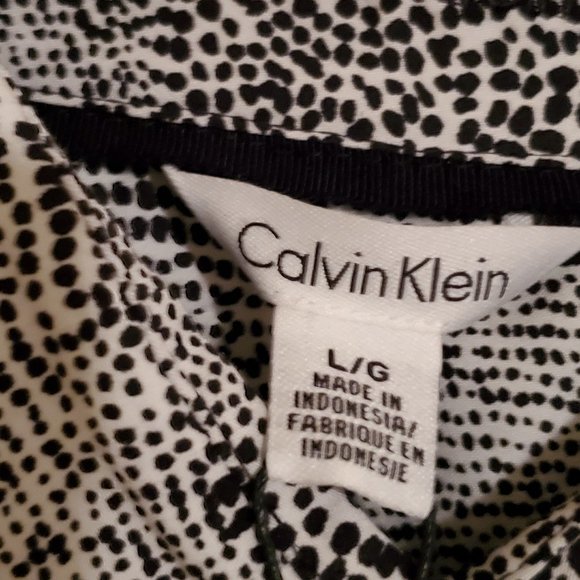 Calvin Klein
L/G
MADE IN
INDONESIA/
FABRIQUE EN
INDONESIE